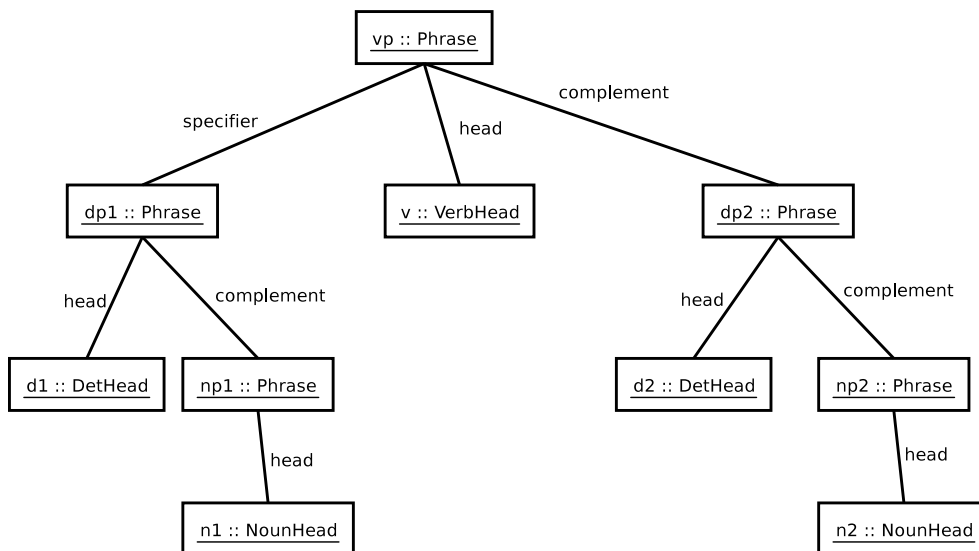 vp :: Phrase
complement
specifier
head
dp1 :: Phrase
v :: VerbHead
dp2 :: Phrase
head
complement
head
complement
d1 :: DetHead
np1 :: Phrase
d2 :: DetHead
np2 :: Phrase
head
head
n1 :: NounHead
n2 :: NounHead